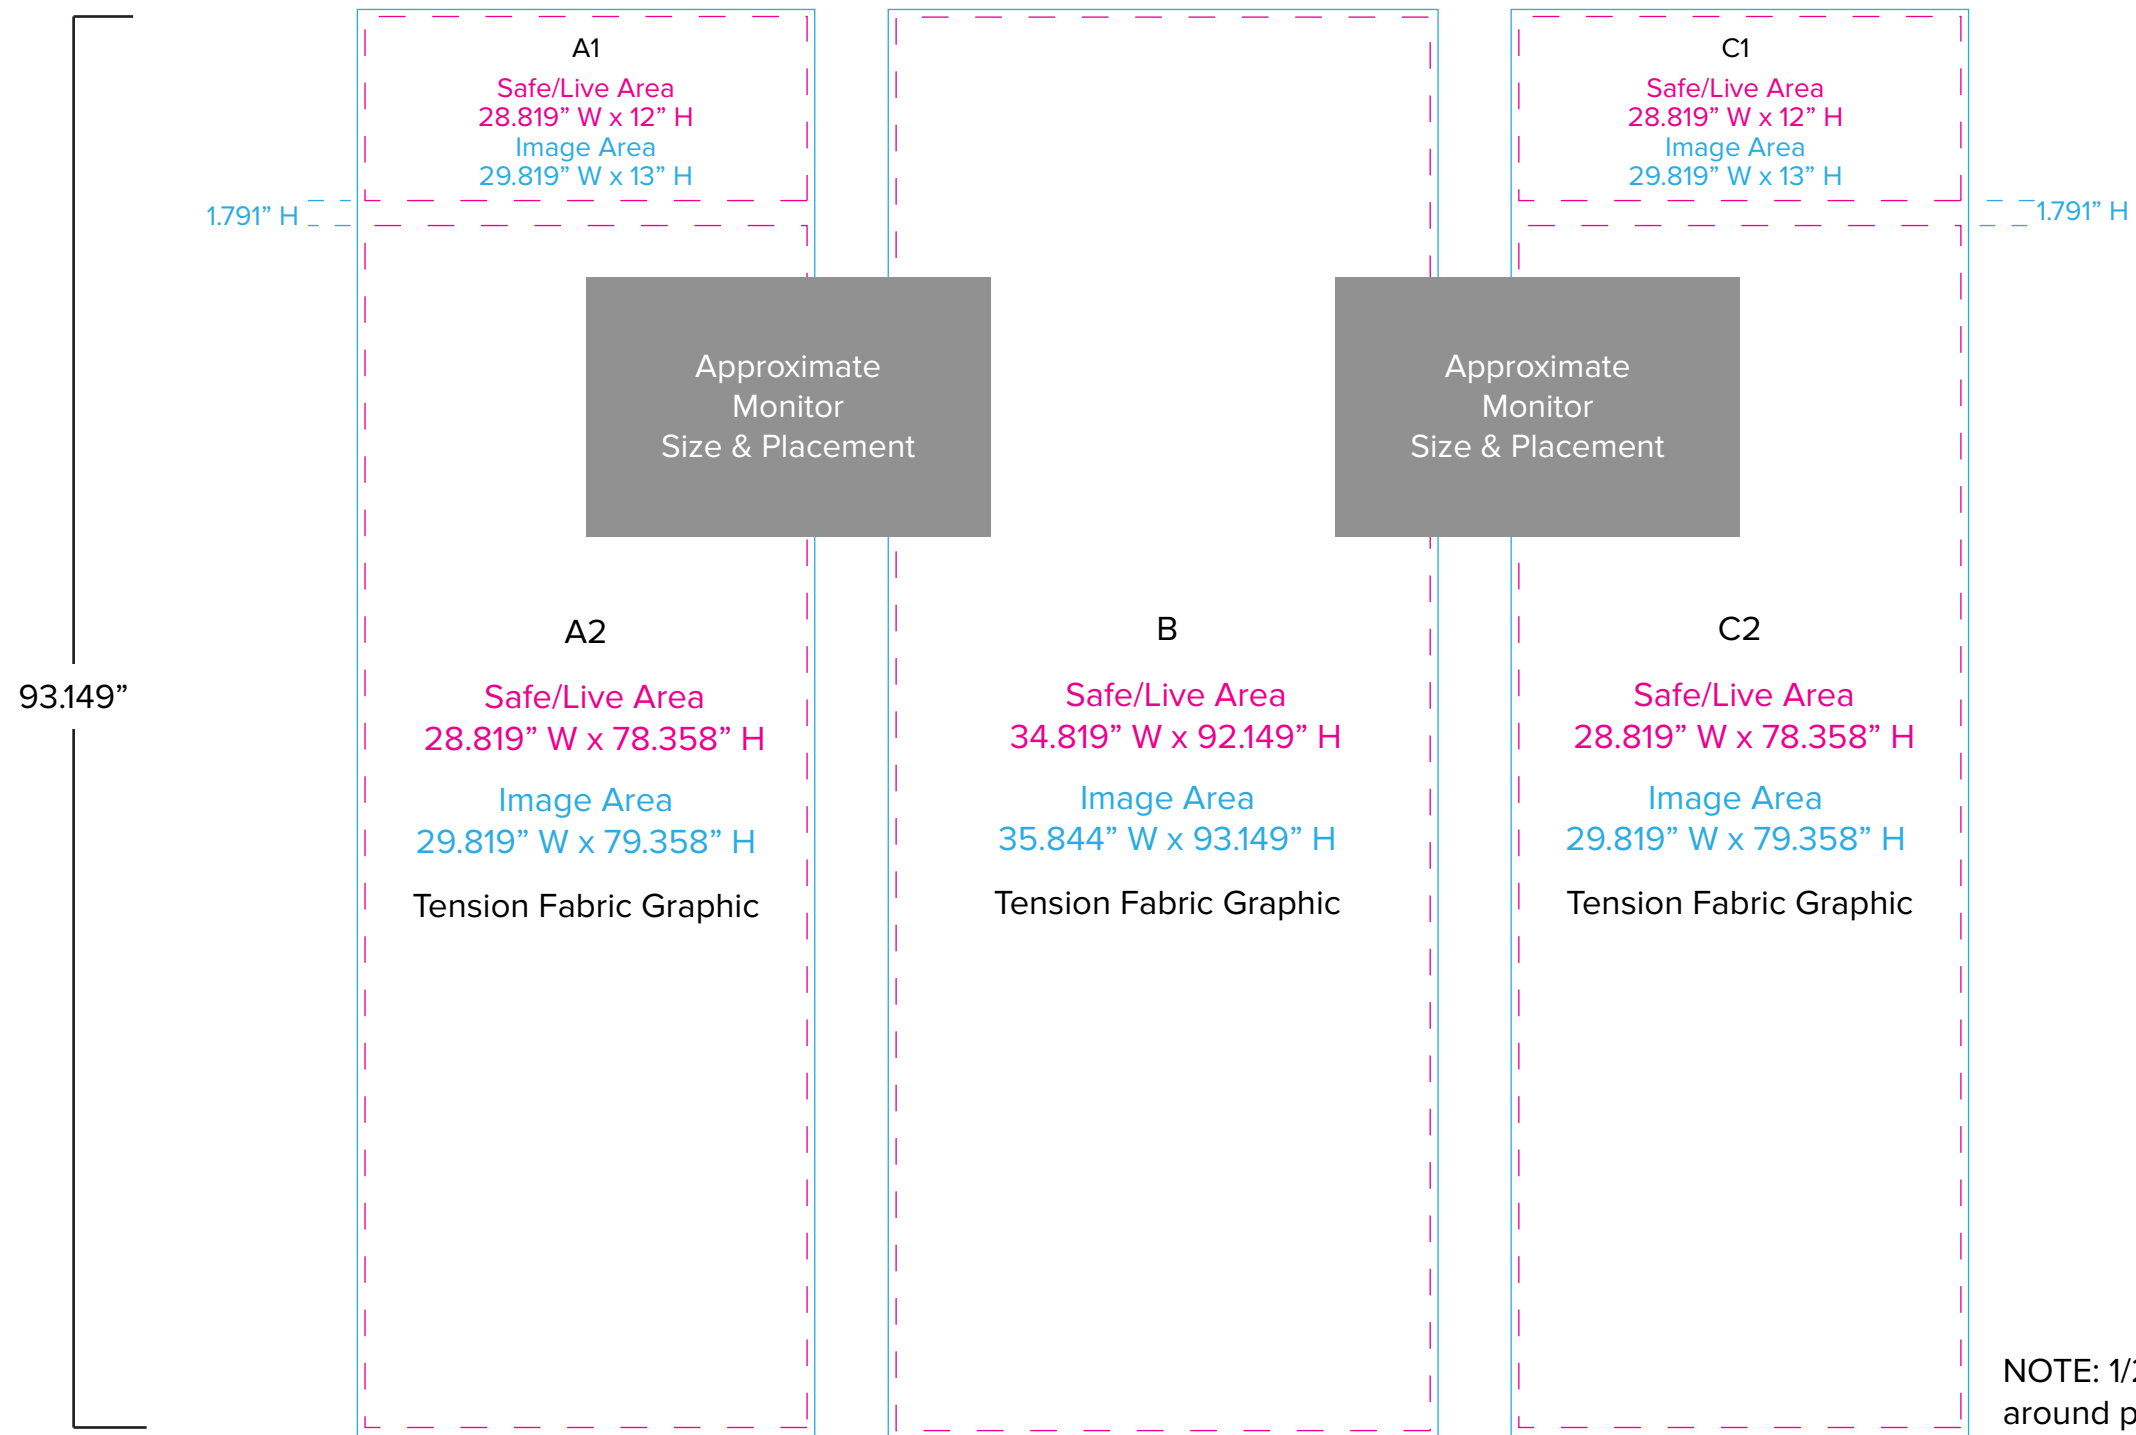 A1
Safe/Live Area
28.819” W x 12” H
Image Area
29.819” W x 13” H
1.791” H
C1
Safe/Live Area
28.819” W x 12” H
Image Area
29.819” W x 13” H
1.791” H
Approximate
Monitor
Size & Placement
Approximate
Monitor
Size & Placement
93.149”
A2
Safe/Live Area
28.819” W x 78.358” H
Image Area
29.819” W x 79.358” H
Tension Fabric Graphic
B
Safe/Live Area
34.819” W x 92.149” H
Image Area
35.844” W x 93.149” H
Tension Fabric Graphic
C2
Safe/Live Area
28.819” W x 78.358” H
Image Area
29.819” W x 79.358” H
Tension Fabric Graphic
NOTE:
around